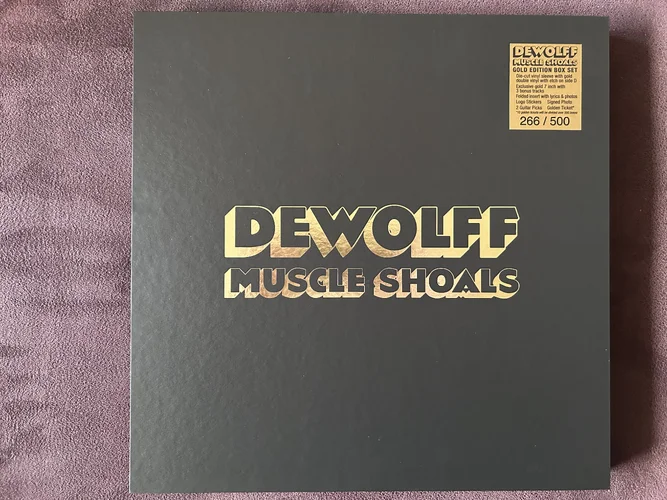 DEWOLFF
MUSCLE SHOALS
GOLD EDITION BOX SET
Die-cut vinyl sleeve with gold
double vinyl with etch on side D
Exclusive gold 7 inch with
3 bonus tracks
Folded insert with lyrics & photos
Logo Stickers Signed Photo
2 Guitar Picks Golden Ticket*
266 / 500
DEWOLFF
MUSCLE SHOALS